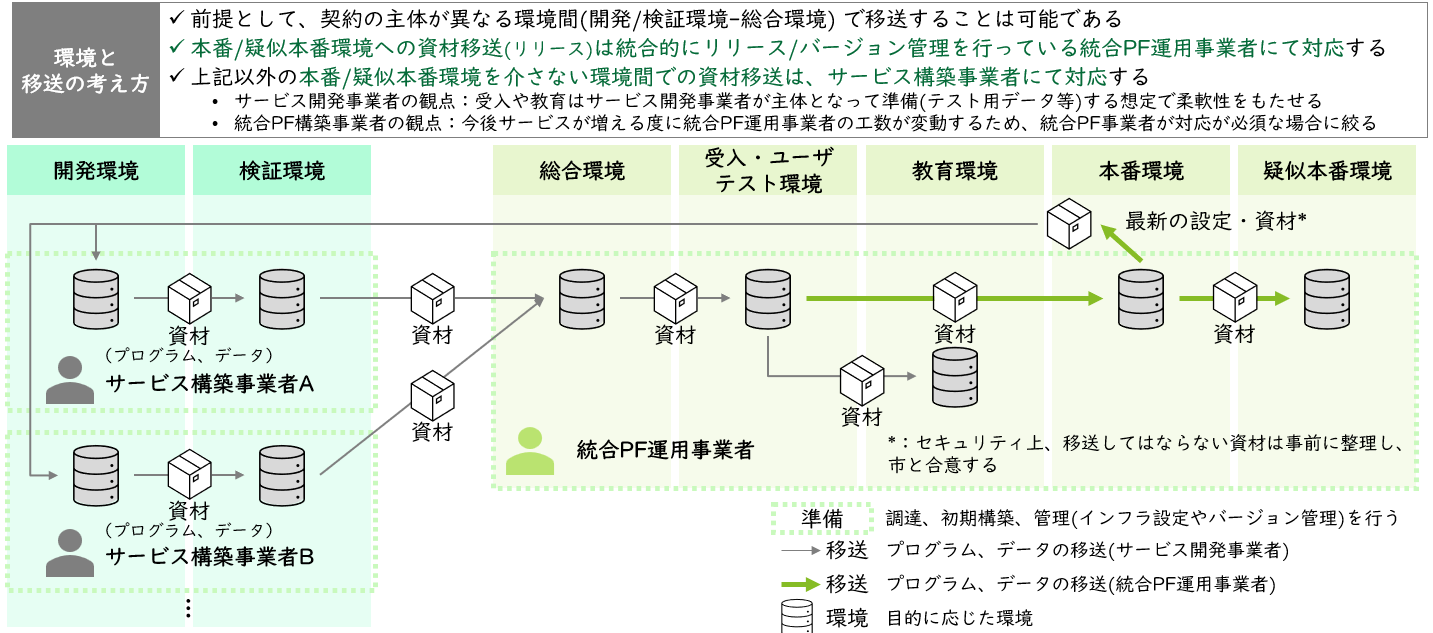 環境と
移送の考え方
✓ 前提として、契約の主体が異なる環境間(開発/検証環境–総合環境) で移送することは可能である
✓ 本番/疑似本番環境への資材移送(リリース)は統合的にリリース/バージョン管理を行っている統合PF運用事業者にて対応する
✓ 上記以外の本番/疑似本番環境を介さない環境間での資材移送は、サービス構築事業者にて対応する
• サービス開発事業者の観点：受入や教育はサービス開発事業者が主体となって準備(テスト用データ等)する想定で柔軟性をもたせる
• 統合PF構築事業者の観点：今後サービスが増える度に統合PF運用事業者の工数が変動するため、統合PF事業者が対応が必須な場合に絞る
開発環境
検証環境
総合環境
受入・ユーザ
テスト環境
教育環境
本番環境
疑似本番環境
最新の設定・資材*
資材
（プログラム、データ）
サービス構築事業者A
資材
資材
資材
資材
資材
資材
統合PF運用事業者
*：セキュリティ上、移送してはならない資材は事前に整理し、
市と合意する
資材
（プログラム、データ）
サービス構築事業者B
⋮
準備 調達、初期構築、管理(インフラ設定やバージョン管理)を行う
移送 プログラム、データの移送(サービス開発事業者)
移送 プログラム、データの移送(統合PF運用事業者)
環境 目的に応じた環境